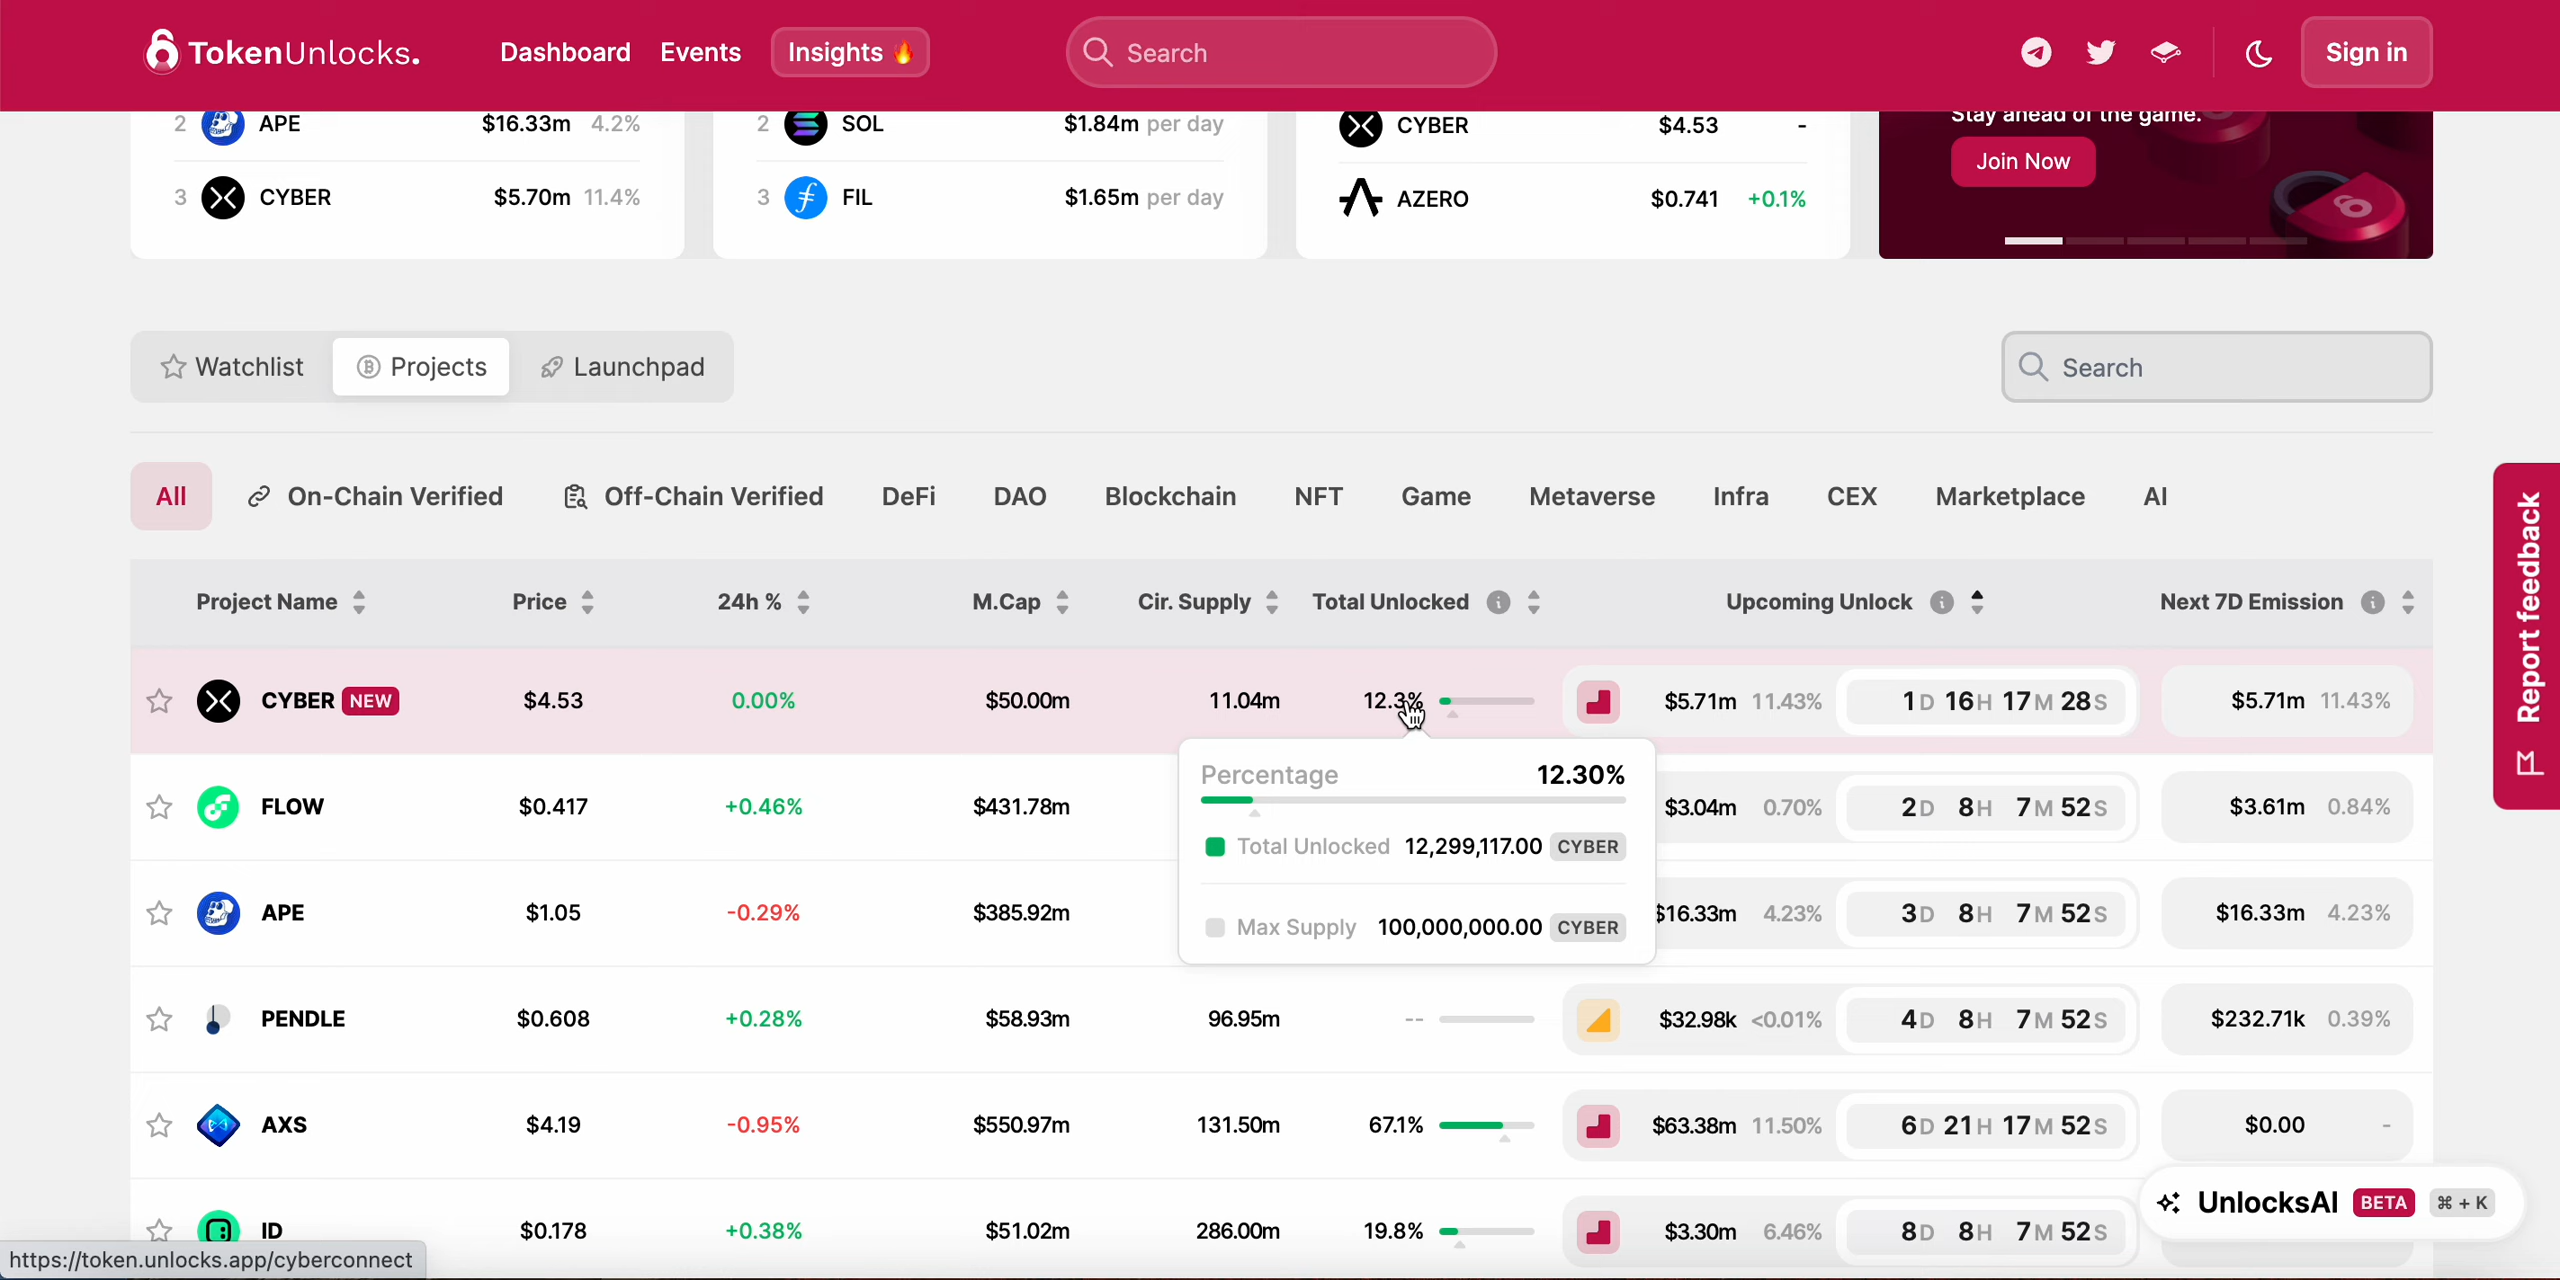 TokenUnlocks. Dashboard Events Insights 🔥 Search Sign in
2 APE $16.33m 4.2% 2 SOL $1.84m per day CYBER $4.53 - Stay ahead of the game.
Join Now
3 CYBER $5.70m 11.4% 3 FIL $1.65m per day AZERO $0.741 +0.1%
Watchlist Projects Launchpad Search
All On-Chain Verified Off-Chain Verified DeFi DAO Blockchain NFT Game Metaverse Infra CEX Marketplace AI
Project Name Price 24h % M.Cap Cir. Supply Total Unlocked Upcoming Unlock Next 7D Emission
CYBER NEW $4.53 0.00% $50.00m 11.04m 12.3% $5.71m 11.43% 1D 16H 17M 28S $5.71m 11.43%
Percentage 12.30%
FLOW $0.417 +0.46% $431.78m $3.04m 0.70% 2D 8H 7M 52S $3.61m 0.84%
Total Unlocked 12,299,117.00 CYBER
APE $1.05 -0.29% $385.92m $16.33m 4.23% 3D 8H 7M 52S $16.33m 4.23%
Max Supply 100,000,000.00 CYBER
PENDLE $0.608 +0.28% $58.93m 96.95m -- $32.98k <0.01% 4D 8H 7M 52S $232.71k 0.39%
AXS $4.19 -0.95% $550.97m 131.50m 67.1% $63.38m 11.50% 6D 21H 17M 52S $0.00 -
ID $0.178 +0.38% $51.02m 286.00m 19.8% $3.30m 6.46% 8D 8H 7M 52S
UnlocksAI BETA ⌘ + K
https://token.unlocks.app/cyberconnect
Report feedback